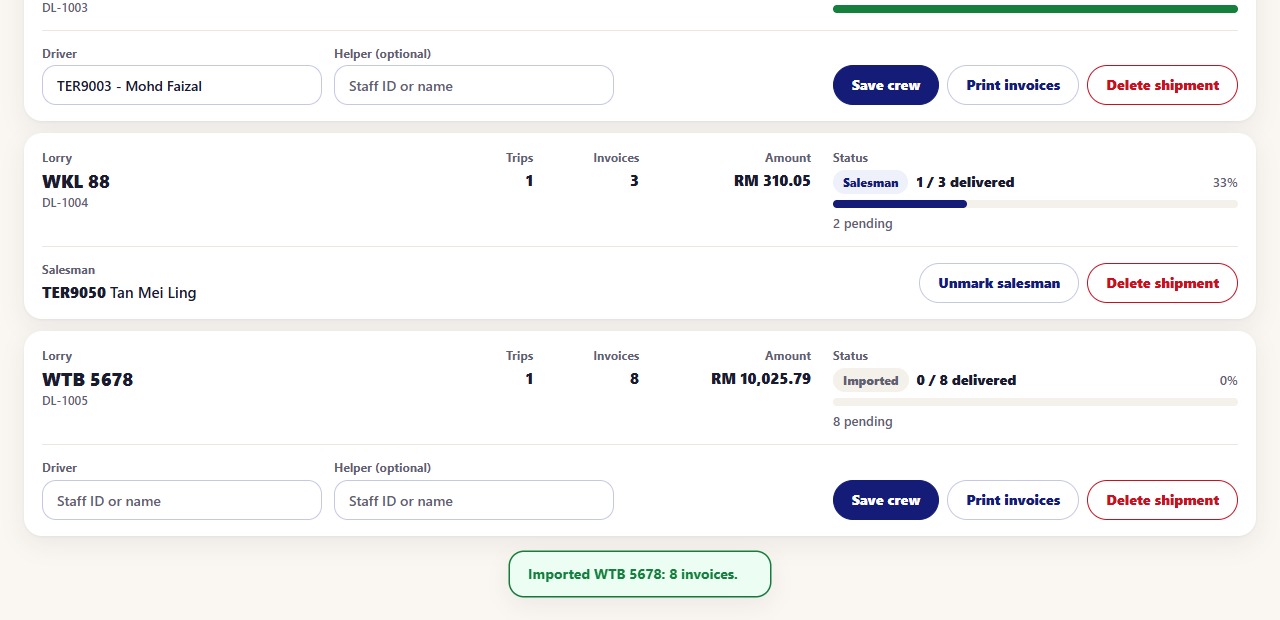 DL-1003
Driver Helper (optional)
TER9003 - Mohd Faizal Staff ID or name Save crew Print invoices Delete shipment
Lorry Trips Invoices Amount Status
WKL 88 1 3 RM 310.05 Salesman 1 / 3 delivered 33%
DL-1004
2 pending
Salesman
TER9050 Tan Mei Ling Unmark salesman Delete shipment
Lorry Trips Invoices Amount Status
WTB 5678 1 8 RM 10,025.79 Imported 0 / 8 delivered 0%
DL-1005
8 pending
Driver Helper (optional)
Staff ID or name Staff ID or name Save crew Print invoices Delete shipment
Imported WTB 5678: 8 invoices.